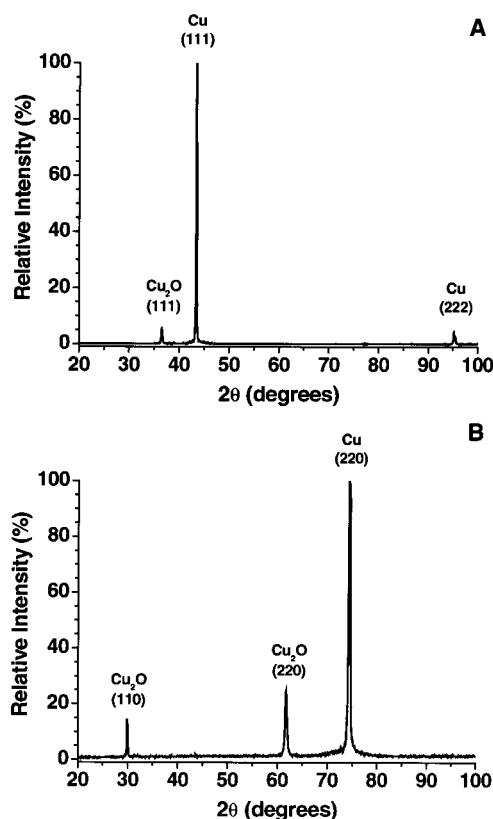 A
Cu
(111)
100
80
60
40
20
0
Relative Intensity (%)
Cu₂O
(111)
Cu
(222)
20 30 40 50 60 70 80 90 100
2θ (degrees)
B
Cu
(220)
100
80
60
40
20
0
Relative Intensity (%)
Cu₂O
(110)
Cu₂O
(220)
20 30 40 50 60 70 80 90 100
2θ (degrees)